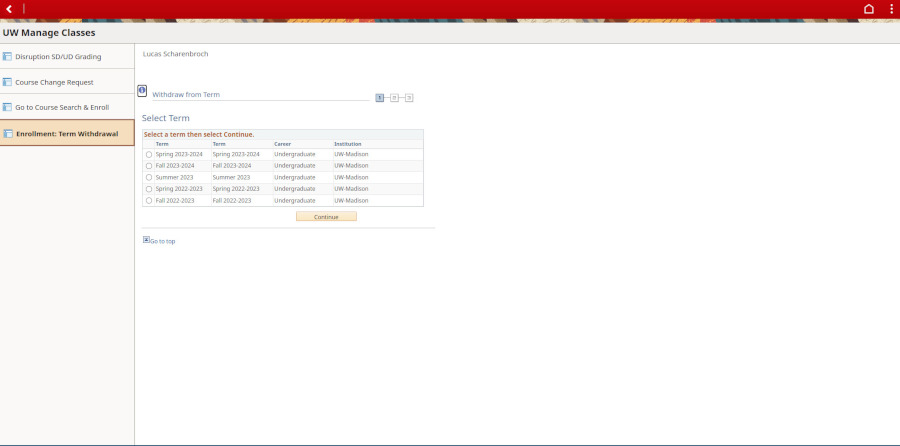 UW Manage Classes
Disruption SD/UD Grading
Course Change Request
Go to Course Search & Enroll
Enrollment: Term Withdrawal
Lucas Scharenbroch
Withdraw from Term
1 2 3
Select Term
Select a term then select Continue.
Term Term Career Institution
Spring 2023-2024 Spring 2023-2024 Undergraduate UW-Madison
Fall 2023-2024 Fall 2023-2024 Undergraduate UW-Madison
Summer 2023 Summer 2023 Undergraduate UW-Madison
Spring 2022-2023 Spring 2022-2023 Undergraduate UW-Madison
Fall 2022-2023 Fall 2022-2023 Undergraduate UW-Madison
Continue
Go to top